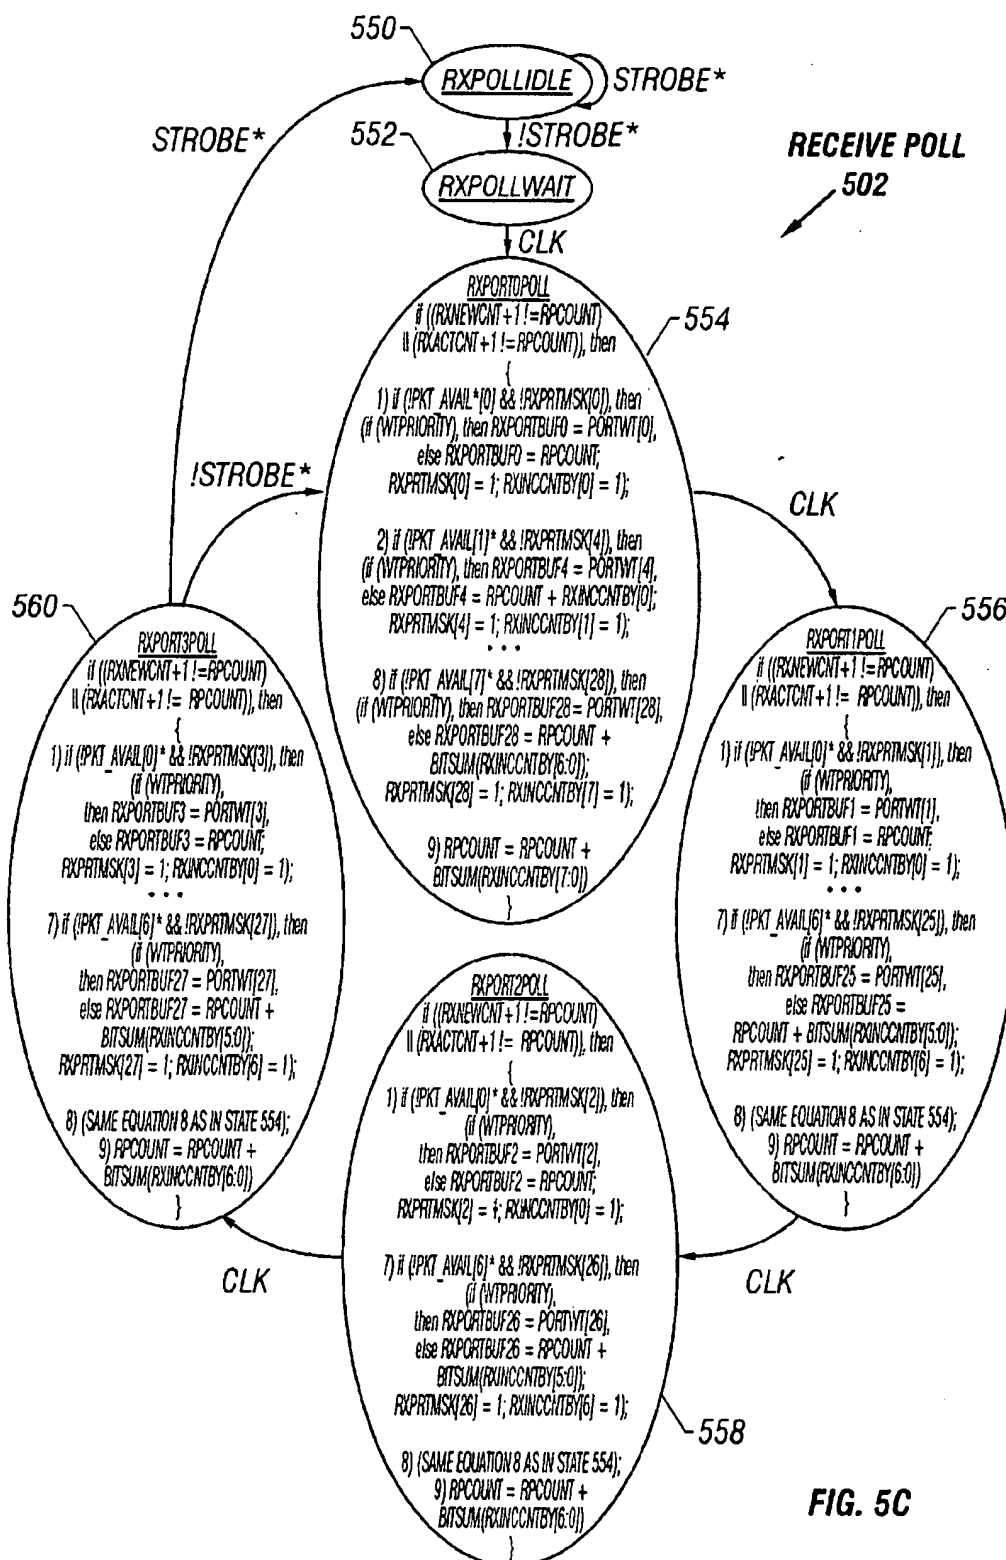 550
RXPOLLIDLE
STROBE*
STROBE*
!STROBE*
552
RXPOLLWAIT
CLK
RECEIVE POLL
502
RXPORT0POLL
if ((RXNEWCNT+1 !=RPCOUNT)
|| (RXACTCNT+1 != RPCOUNT)), then
{
1) if (!PKT_AVAIL*[0] && !RXPRTMSK[0]), then
(if (WTPRIORITY), then RXPORTBUF0 = PORTWT[0],
else RXPORTBUF0 = RPCOUNT;
RXPRTMSK[0] = 1; RXINCCNTBY[0] = 1);
2) if (!PKT_AVAIL[1]* && !RXPRTMSK[4]), then
(if (WTPRIORITY), then RXPORTBUF4 = PORTWT[4],
else RXPORTBUF4 = RPCOUNT + RXINCCNTBY[0];
RXPRTMSK[4] = 1; RXINCCNTBY[1] = 1);
• • •
8) if (!PKT_AVAIL[7]* && !RXPRTMSK[28]), then
(if (WTPRIORITY), then RXPORTBUF28 = PORTWT[28],
else RXPORTBUF28 = RPCOUNT +
BITSUM(RXINCCNTBY[6:0]);
RXPRTMSK[28] = 1; RXINCCNTBY[7] = 1);
9) RPCOUNT = RPCOUNT +
BITSUM(RXINCCNTBY[7:0])
}
554
!STROBE*
CLK
560
RXPORT3POLL
if ((RXNEWCNT+1 !=RPCOUNT)
|| (RXACTCNT+1 != RPCOUNT)), then
{
1) if (!PKT_AVAIL[0]* && !RXPRTMSK[3]), then
(if (WTPRIORITY),
then RXPORTBUF3 = PORTWT[3],
else RXPORTBUF3 = RPCOUNT;
RXPRTMSK[3] = 1; RXINCCNTBY[0] = 1);
• • •
7) if (!PKT_AVAIL[6]* && !RXPRTMSK[27]), then
(if (WTPRIORITY),
then RXPORTBUF27 = PORTWT[27],
else RXPORTBUF27 = RPCOUNT +
BITSUM(RXINCCNTBY[5:0]);
RXPRTMSK[27] = 1; RXINCCNTBY[6] = 1);
8) (SAME EQUATION 8 AS IN STATE 554);
9) RPCOUNT = RPCOUNT +
BITSUM(RXINCCNTBY[6:0])
}
556
RXPORT1POLL
if ((RXNEWCNT+1 !=RPCOUNT)
|| (RXACTCNT+1 != RPCOUNT)), then
{
1) if (!PKT_AVAIL[0]* && !RXPRTMSK[1]), then
(if (WTPRIORITY),
then RXPORTBUF1 = PORTWT[1],
else RXPORTBUF1 = RPCOUNT;
RXPRTMSK[1] = 1; RXINCCNTBY[0] = 1);
• • •
7) if (!PKT_AVAIL[6]* && !RXPRTMSK[25]), then
(if (WTPRIORITY),
then RXPORTBUF25 = PORTWT[25],
else RXPORTBUF25 =
RPCOUNT + BITSUM(RXINCCNTBY[5:0]);
RXPRTMSK[25] = 1; RXINCCNTBY[6] = 1);
8) (SAME EQUATION 8 AS IN STATE 554);
9) RPCOUNT = RPCOUNT +
BITSUM(RXINCCNTBY[6:0])
}
CLK
CLK
RXPORT2POLL
if ((RXNEWCNT+1 !=RPCOUNT)
|| (RXACTCNT+1 != RPCOUNT)), then
{
1) if (!PKT_AVAIL[0]* && !RXPRTMSK[2]), then
(if (WTPRIORITY),
then RXPORTBUF2 = PORTWT[2],
else RXPORTBUF2 = RPCOUNT;
RXPRTMSK[2] = 1; RXINCCNTBY[0] = 1);
7) if (!PKT_AVAIL[6]* && !RXPRTMSK[26]), then
(if (WTPRIORITY),
then RXPORTBUF26 = PORTWT[26],
else RXPORTBUF26 = RPCOUNT +
BITSUM(RXINCCNTBY[5:0]);
RXPRTMSK[26] = 1; RXINCCNTBY[6] = 1);
8) (SAME EQUATION 8 AS IN STATE 554);
9) RPCOUNT = RPCOUNT +
BITSUM(RXINCCNTBY[6:0])
}
558
FIG. 5C